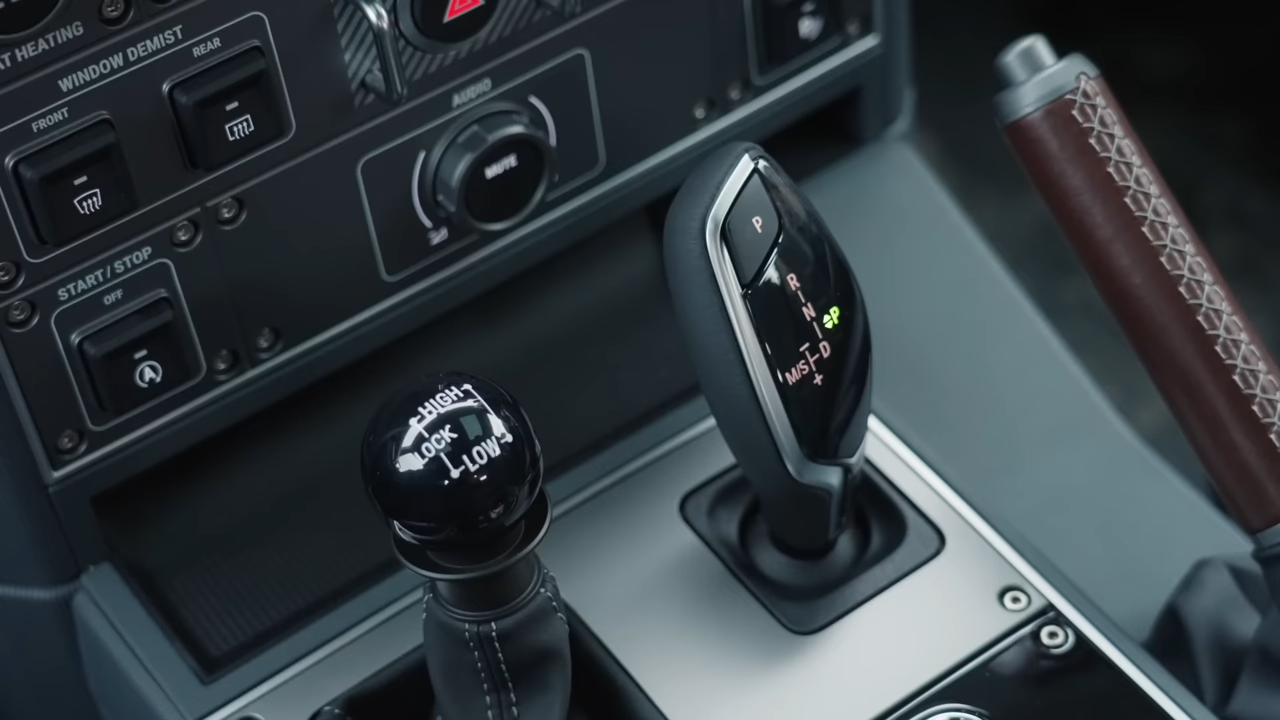 AT HEATING
WINDOW DEMIST
FRONT
REAR
START / STOP
OFF
A
AUDIO
MUTE
HIGH
LOCK
LOW
P
R
N
P
D
M/S
+